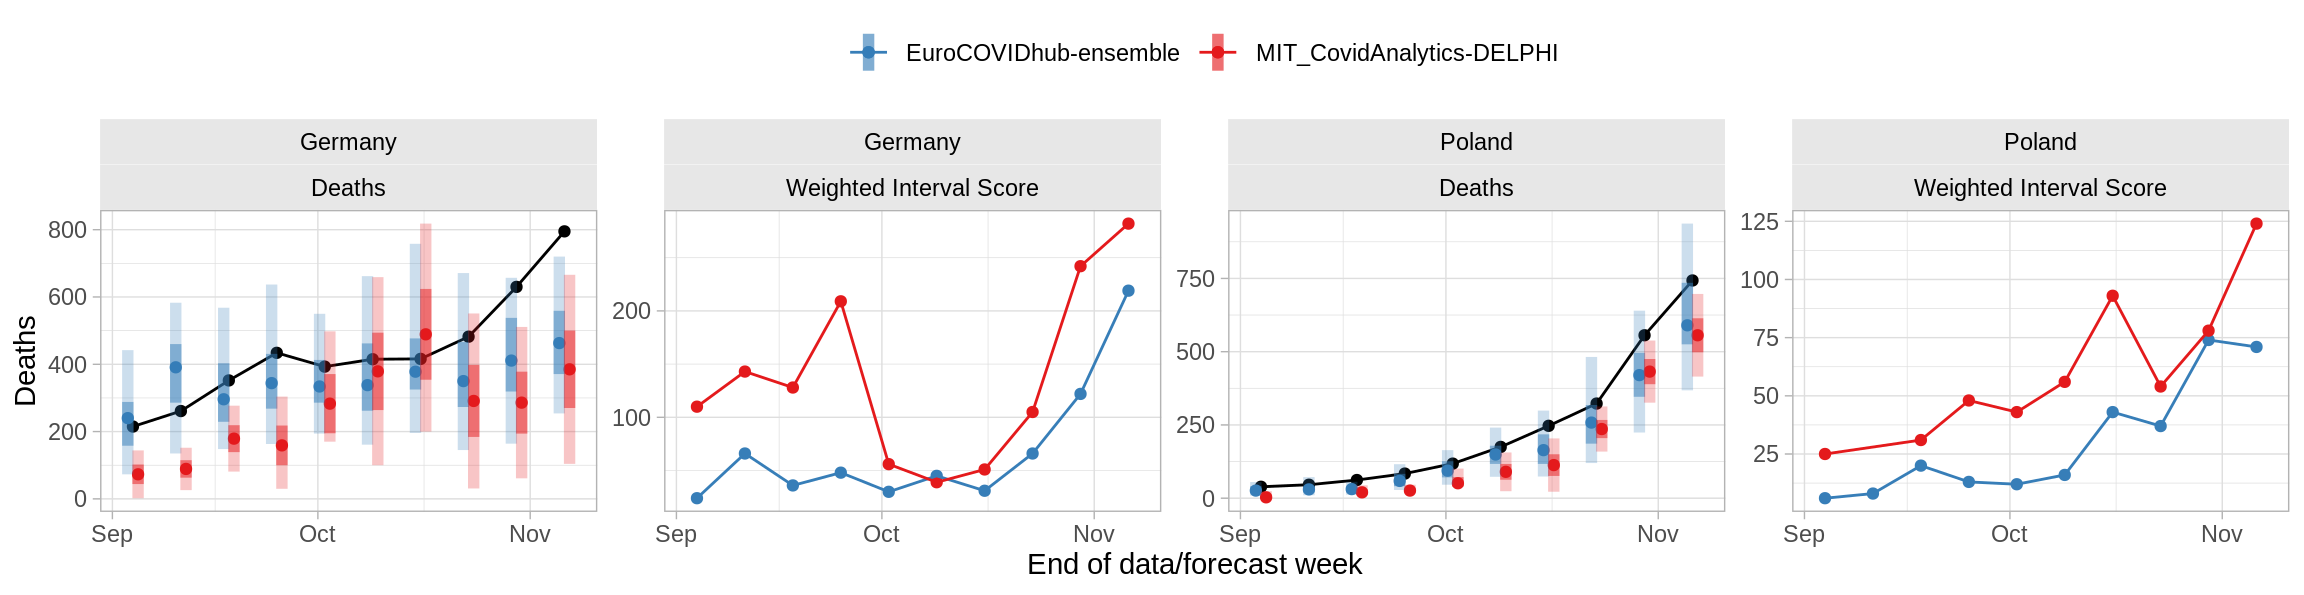 EuroCOVIDhub-ensemble MIT_CovidAnalytics-DELPHI
Germany Germany Poland Poland
Deaths Weighted Interval Score Deaths Weighted Interval Score
Deaths
800
600
400
200
0
Sep Oct Nov
200
100
Sep Oct Nov
750
500
250
0
Sep Oct Nov
125
100
75
50
25
Sep Oct Nov
End of data/forecast week